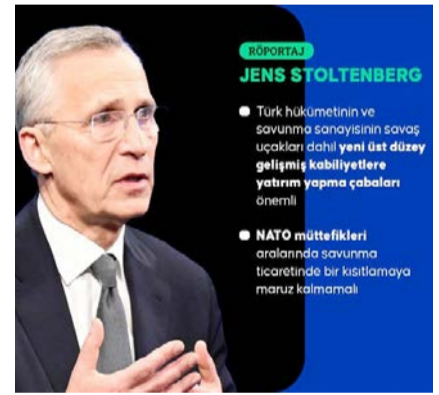 RÖPORTAJ
JENS STOLTENBERG
Türk hükümetinin ve
savunma sanayisinin savaş
uçakları dahil yeni üst düzey
gelişmiş kabiliyetlere
yatırım yapma çabaları
önemli
NATO müttefikleri
aralarında savunma
ticaretinde bir kısıtlamaya
maruz kalmamalı